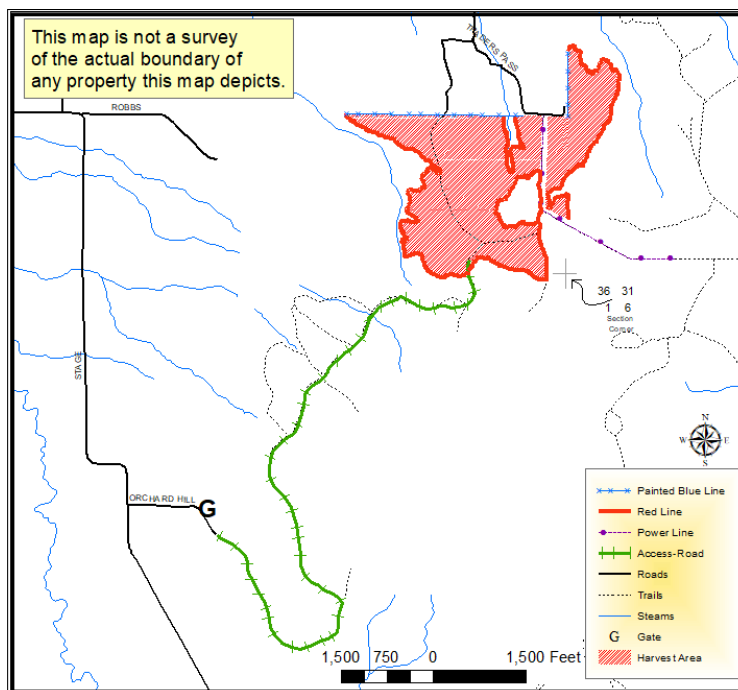 This map is not a survey
of the actual boundary of
any property this map depicts.
TRADERS PASS
ROBBS
STAGE
36 31
1 6
Section
Corner
ORCHARD HILL
G
N
W E
S
Painted Blue Line
Red Line
Power Line
Access-Road
Roads
Trails
Steams
G Gate
Harvest Area
1,500 750 0 1,500 Feet